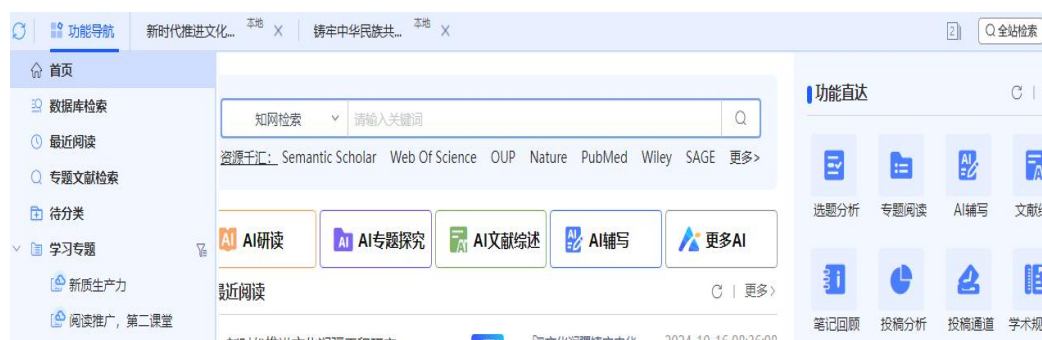 功能导航 新时代推进文化... 本地 铸牢中华民族共... 本地 2 全站检索
首页
数据库检索
最近阅读
专题文献检索
待分类
学习专题
新质生产力
阅读推广，第二课堂
知网检索 请输入关键词
资源千汇： Semantic Scholar Web Of Science OUP Nature PubMed Wiley SAGE 更多>
AI研读 AI专题探究 AI文献综述 AI辅写 更多AI
最近阅读 更多>
功能直达
选题分析 专题阅读 AI辅写 文献
笔记回顾 投稿分析 投稿通道 学术规